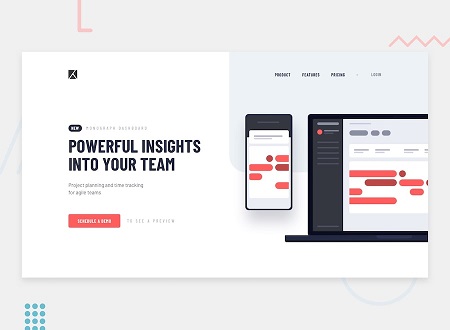 PRODUCT FEATURES PRICING LOGIN
NEW MONOGRAPH DASHBOARD
POWERFUL INSIGHTS
INTO YOUR TEAM
Project planning and time tracking
for agile teams
SCHEDULE A DEMO TO SEE A PREVIEW